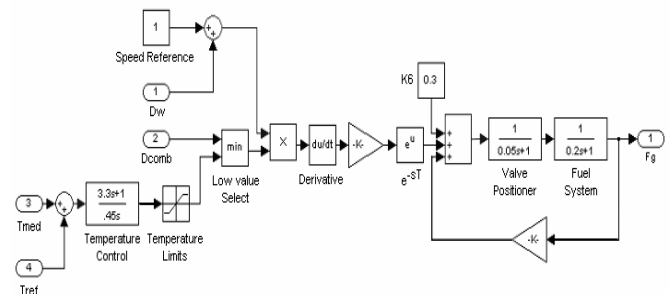 1
Speed Reference
1
Dw
2
Dcomb
min
Low value
Select
X
du/dt
Derivative
-K-
e^u
e^-sT
K6
0.3
+
+
+
1
0.05s+1
Valve
Positioner
1
0.2s+1
Fuel
System
1
Fg
-K-
3
Tmed
+
+
3.3s+1
.45s
Temperature
Control
Temperature
Limits
4
Tref